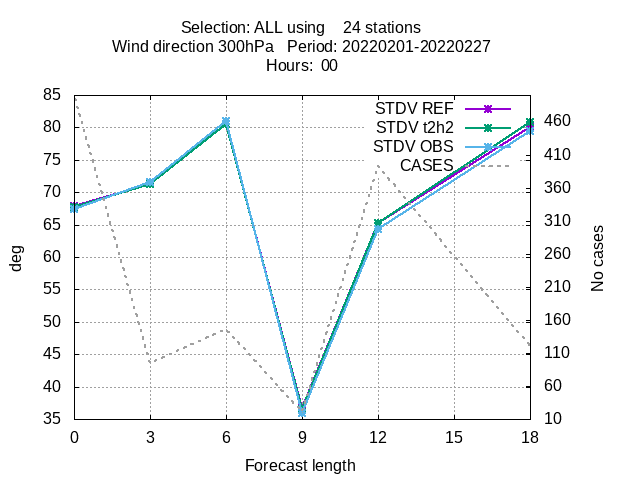 Selection: ALL using    24 stations
Wind direction 300hPa   Period: 20220201-20220227
Hours:  00
STDV REF
STDV t2h2
STDV OBS
CASES
85
80
75
70
65
60
55
50
45
40
35
deg
460
410
360
310
260
210
160
110
60
10
No cases
0 3 6 9 12 15 18
Forecast length